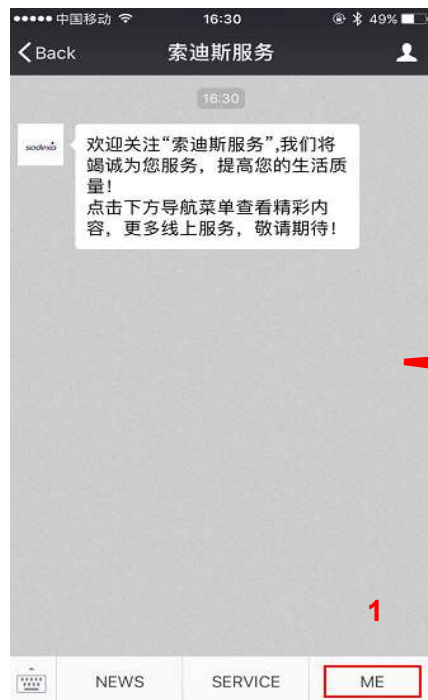 中国移动 16:30 49%
Back 索迪斯服务
16:30
sodexo
欢迎关注“索迪斯服务”,我们将
竭诚为您服务，提高您的生活质
量！
点击下方导航菜单查看精彩内
容，更多线上服务，敬请期待！
1
NEWS SERVICE ME